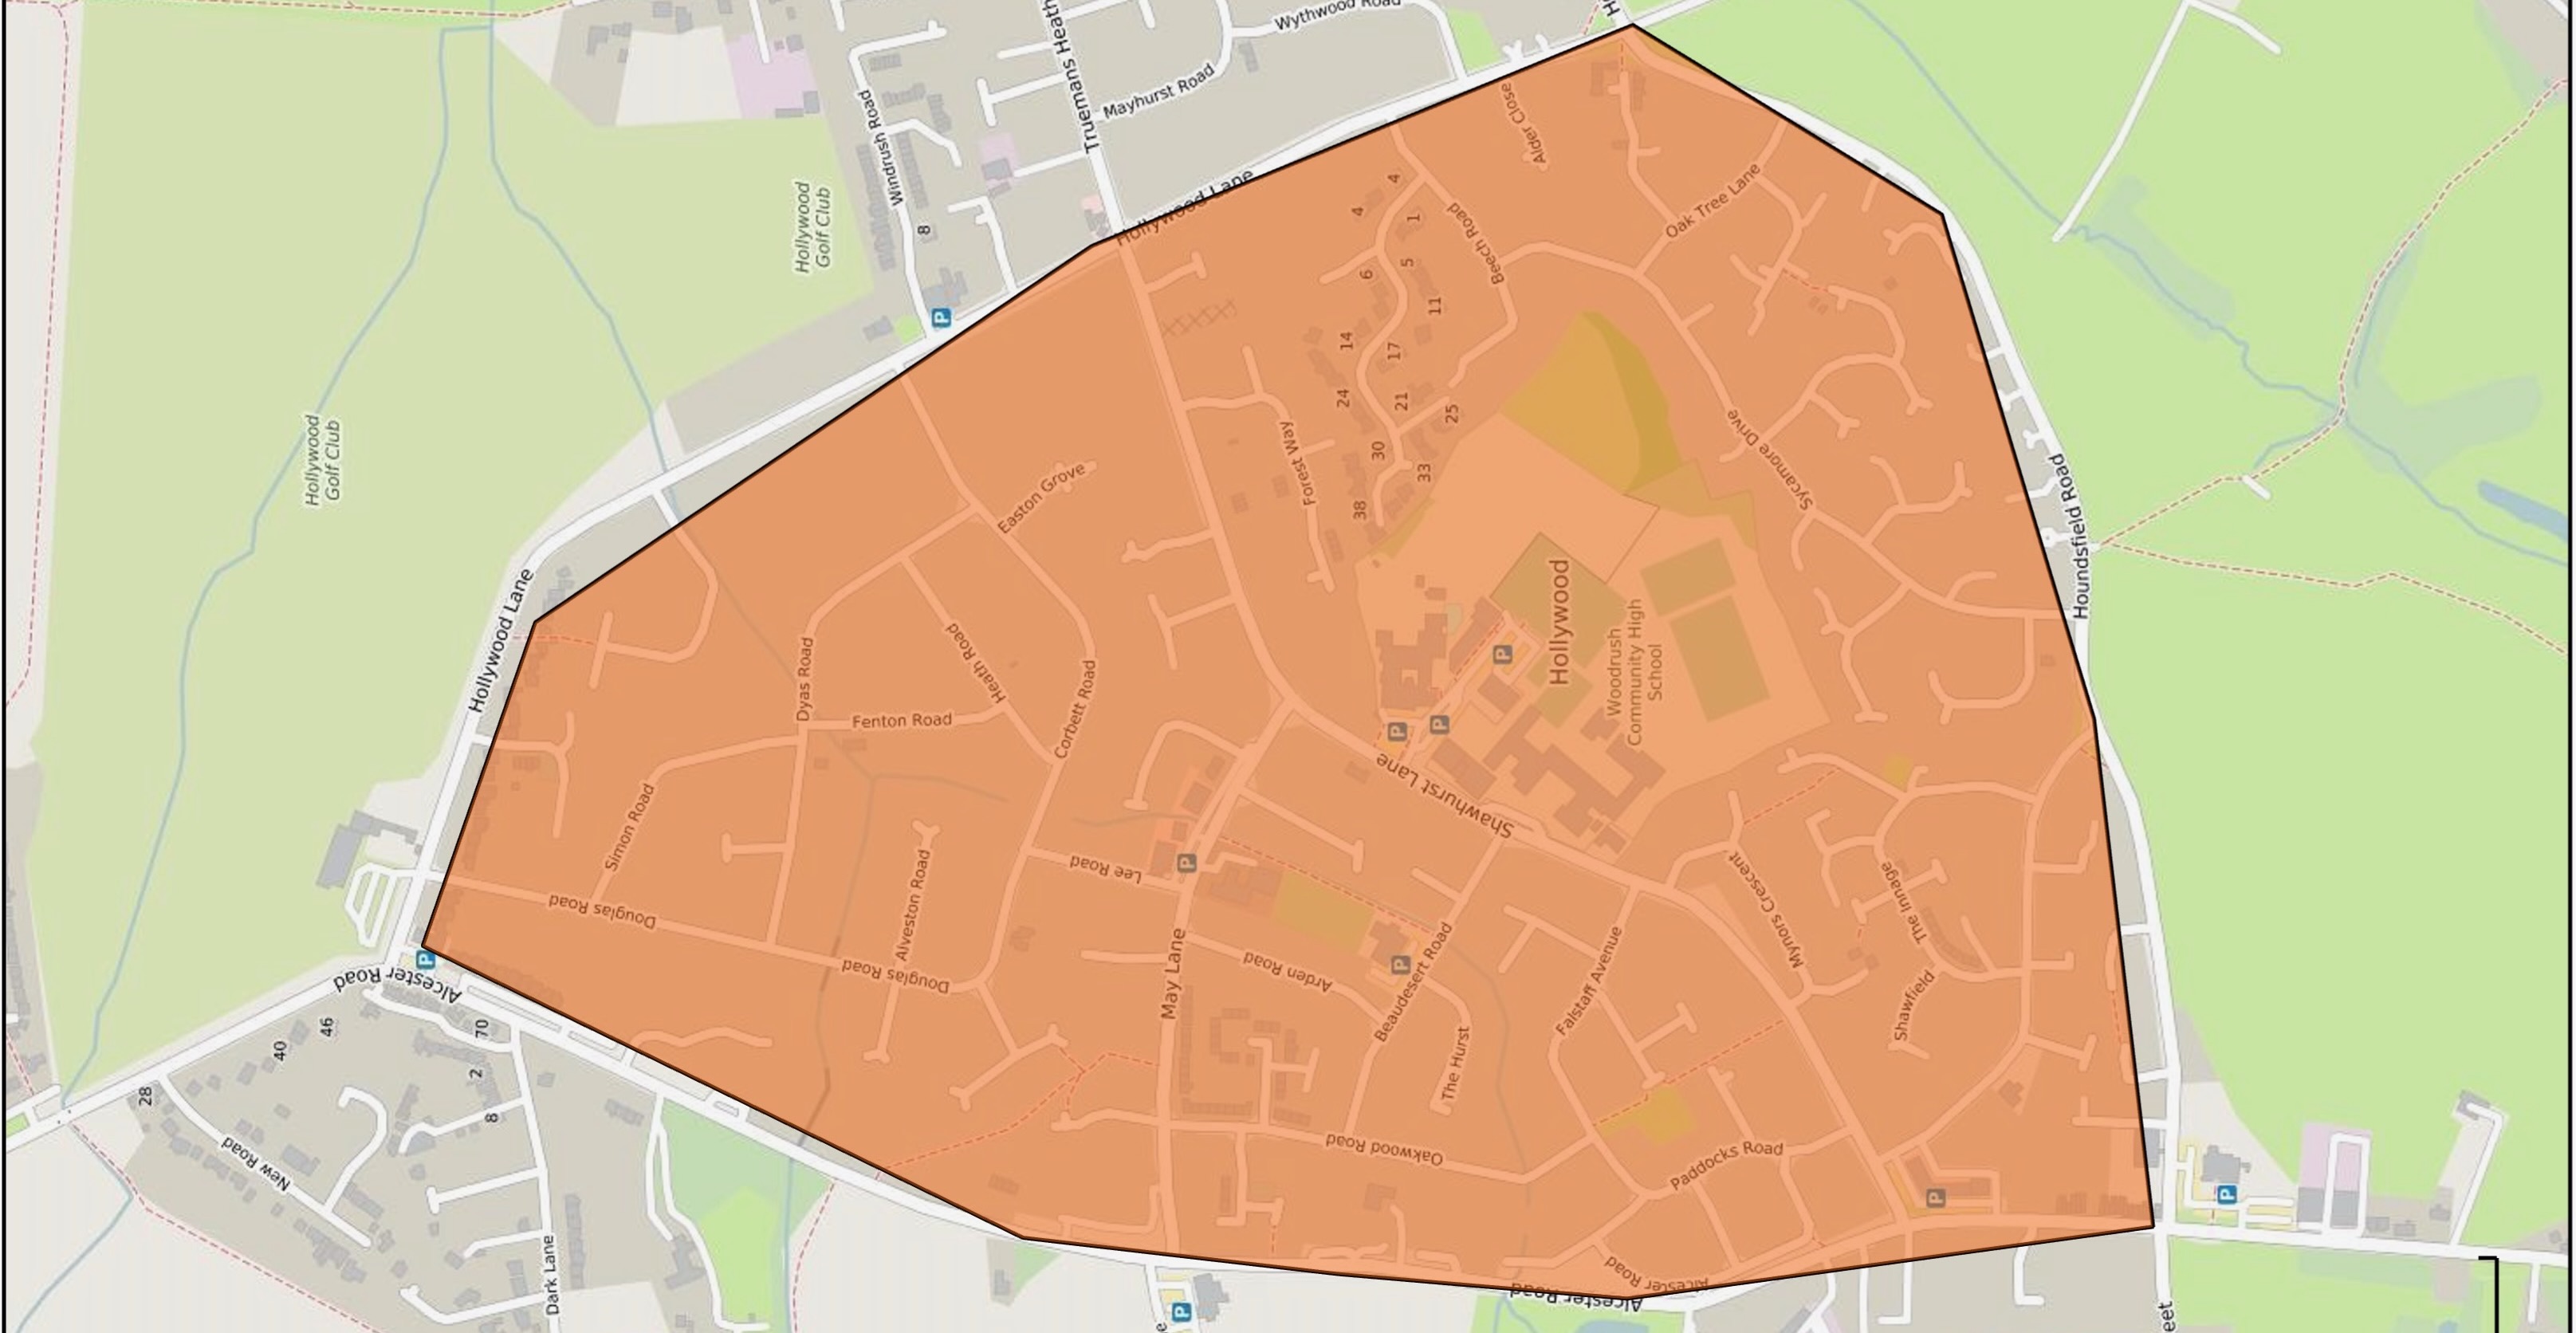 H
Wythwood Road
Truemans Heath
Mayhurst Road
Windrush Road
Alder Close
Hollywood Lane
Hollywood
Golf Club
8
P
4
4
1
Beech Road
Oak Tree Lane
5
6
11
14
17
24
21
25
30
33
38
Forest Way
Sycamore Drive
Houndsfield Road
Hollywood
Golf Club
Easton Grove
Hollywood Lane
Dyas Road
Heath Road
Corbett Road
Fenton Road
Hollywood
Woodrush
Community High
School
P
P
P
Shawhurst Lane
Simon Road
Alveston Road
Lee Road
P
Mynors Crescent
The Innage
Douglas Road
Douglas Road
May Lane
Arden Road
Beaudesert Road
P
Falstaff Avenue
Shawfield
P
Alcester Road
46
40
70
2
28
8
The Hurst
New Road
Oakwood Road
Paddocks Road
P
P
Dark Lane
Alcester Road
Alcester Road
P
e
eet